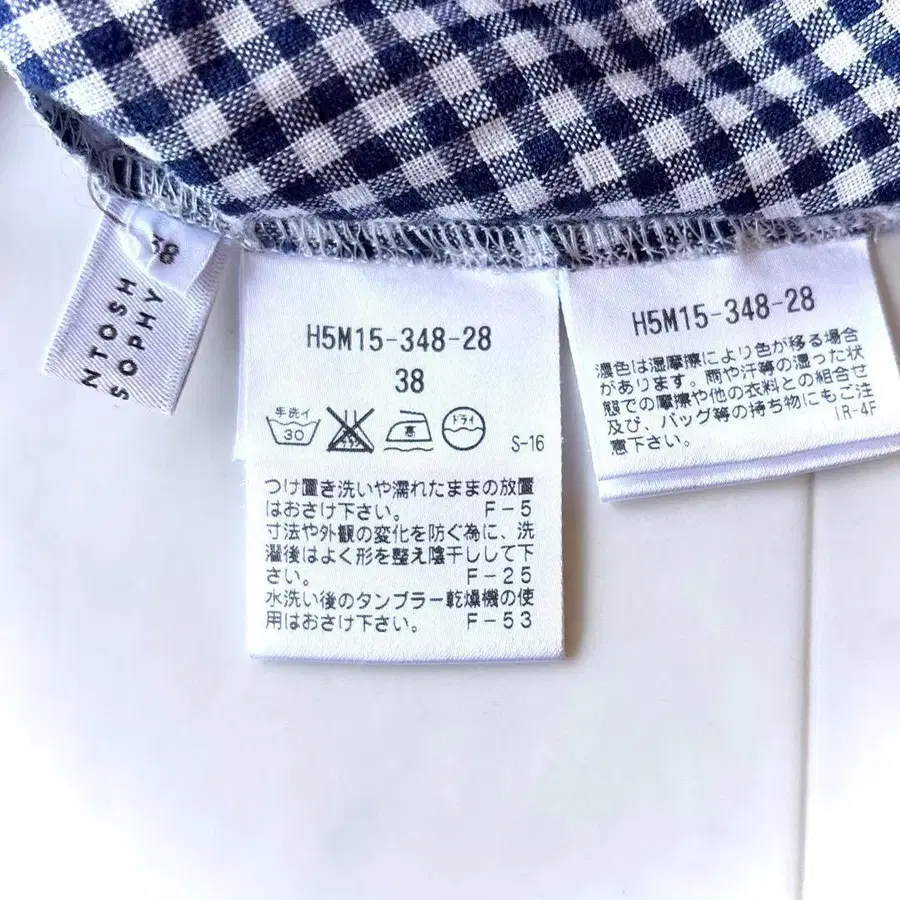 38
NTOSH
SOPHY
H5M15-348-28
38
手洗イ
30
高
ドライ
S-16
つけ置き洗いや濡れたままの放置
はおさけ下さい。 F-5
寸法や外観の変化を防ぐ為に、洗
濯後はよく形を整え陰干しして下
さい。 F-25
水洗い後のタンブラー乾燥機の使
用はおさけ下さい。 F-53
H5M15-348-28
濃色は湿摩擦により色が移る場合
があります。雨や汗等の湿った状
態での摩擦や他の衣料との組合せ
及び、バッグ等の持ち物にもご注
意下さい。 IR-4F